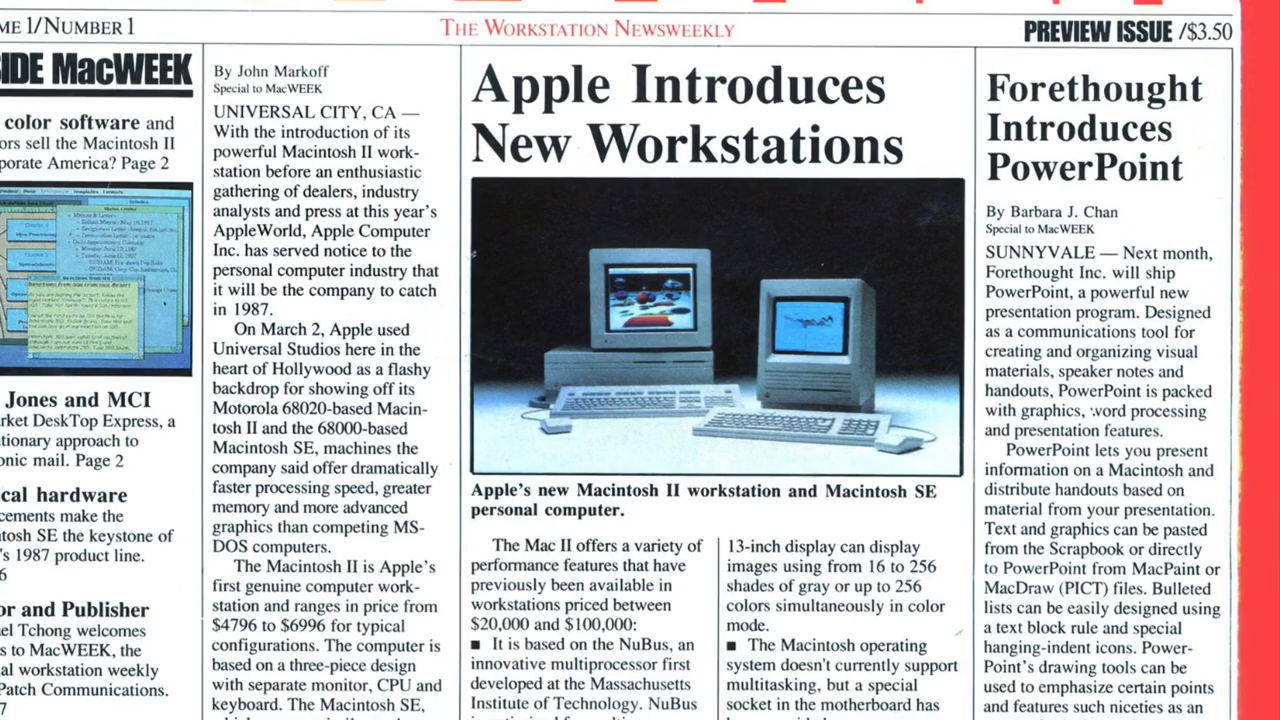 ME 1/NUMBER 1
THE WORKSTATION NEWSWEEKLY
PREVIEW ISSUE /$3.50
SIDE MacWEEK
color software and
ors sell the Macintosh II
porate America? Page 2
Jones and MCI
rket DeskTop Express, a
tionary approach to
onic mail. Page 2
cal hardware
cements make the
tosh SE the keystone of
's 1987 product line.
6
or and Publisher
el Tchong welcomes
s to MacWEEK, the
al workstation weekly
Patch Communications.
7
By John Markoff
Special to MacWEEK
UNIVERSAL CITY, CA —
With the introduction of its
powerful Macintosh II work-
station before an enthusiastic
gathering of dealers, industry
analysts and press at this year's
AppleWorld, Apple Computer
Inc. has served notice to the
personal computer industry that
it will be the company to catch
in 1987.
On March 2, Apple used
Universal Studios here in the
heart of Hollywood as a flashy
backdrop for showing off its
Motorola 68020-based Macin-
tosh II and the 68000-based
Macintosh SE, machines the
company said offer dramatically
faster processing speed, greater
memory and more advanced
graphics than competing MS-
DOS computers.
The Macintosh II is Apple's
first genuine computer work-
station and ranges in price from
$4796 to $6996 for typical
configurations. The computer is
based on a three-piece design
with separate monitor, CPU and
keyboard. The Macintosh SE,
Apple Introduces
New Workstations
Apple's new Macintosh II workstation and Macintosh SE
personal computer.
The Mac II offers a variety of
performance features that have
previously been available in
workstations priced between
$20,000 and $100,000:
■ It is based on the NuBus, an
innovative multiprocessor first
developed at the Massachusetts
Institute of Technology. NuBus
13-inch display can display
images using from 16 to 256
shades of gray or up to 256
colors simultaneously in color
mode.
■ The Macintosh operating
system doesn't currently support
multitasking, but a special
socket in the motherboard has
Forethought
Introduces
PowerPoint
By Barbara J. Chan
Special to MacWEEK
SUNNYVALE — Next month,
Forethought Inc. will ship
PowerPoint, a powerful new
presentation program. Designed
as a communications tool for
creating and organizing visual
materials, speaker notes and
handouts, PowerPoint is packed
with graphics, word processing
and presentation features.
PowerPoint lets you present
information on a Macintosh and
distribute handouts based on
material from your presentation.
Text and graphics can be pasted
from the Scrapbook or directly
to PowerPoint from MacPaint or
MacDraw (PICT) files. Bulleted
lists can be easily designed using
a text block rule and special
hanging-indent icons. Power-
Point's drawing tools can be
used to emphasize certain points
and features such niceties as an